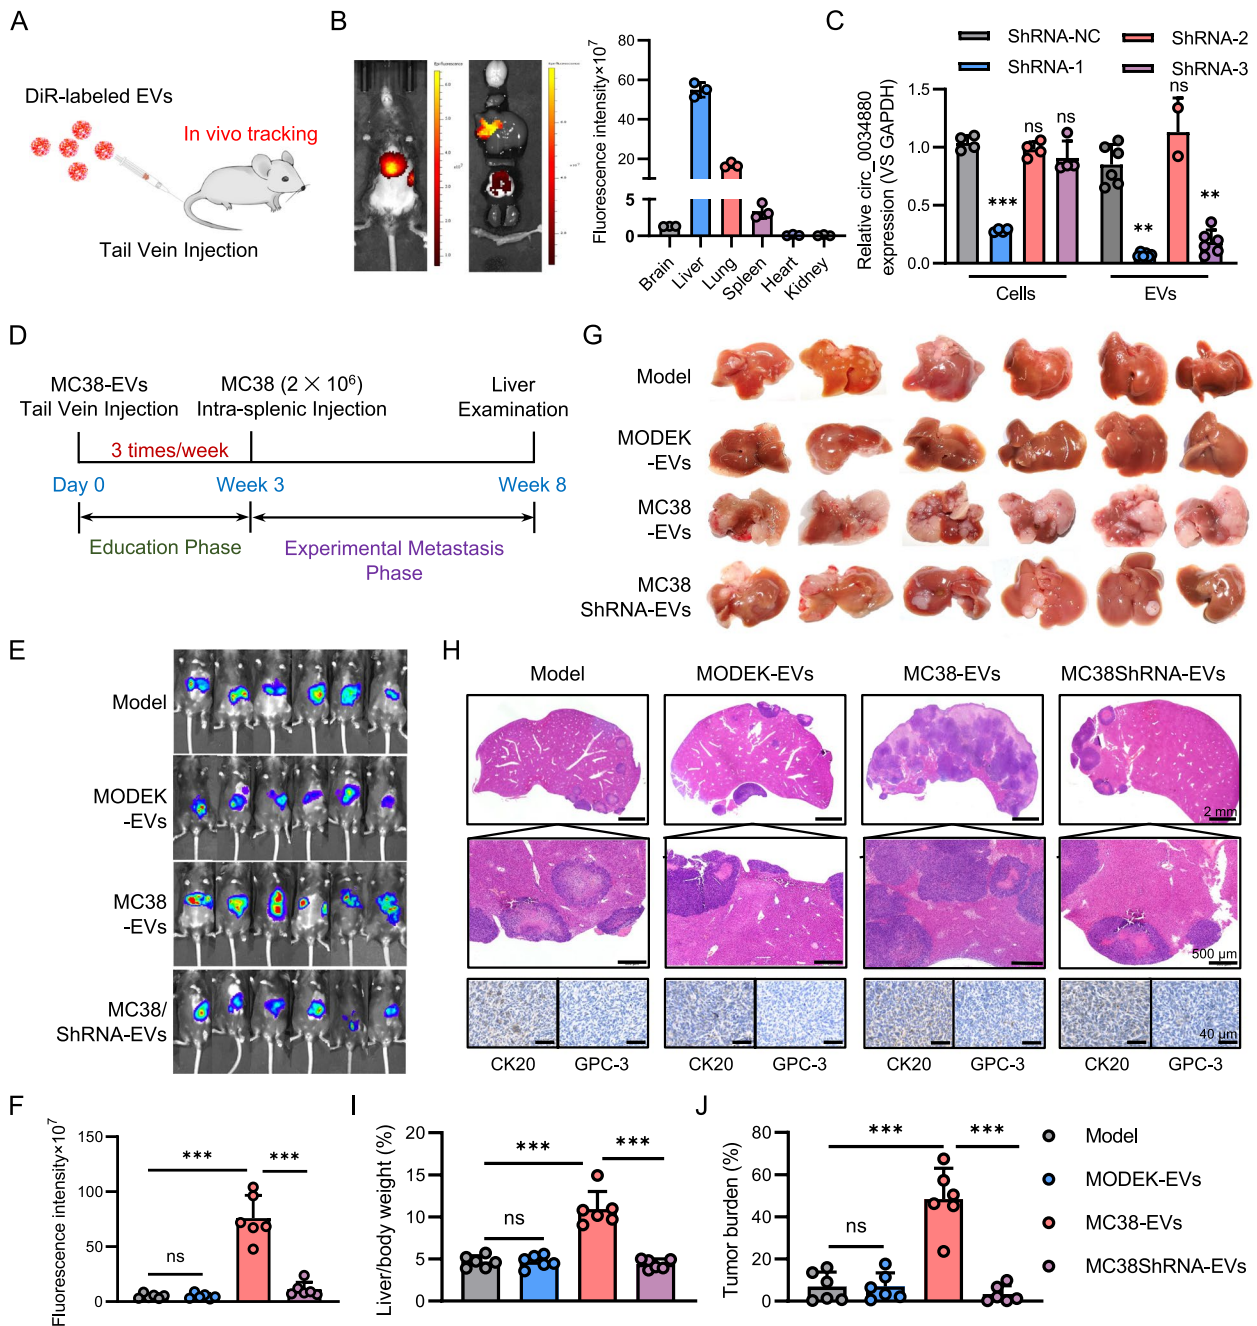 A
DiR-labeled EVs
In vivo tracking
Tail Vein Injection
B
Fluorescence intensity×10⁷
80
60
40
20
5
0
Brain
Liver
Lung
Spleen
Heart
Kidney
C
ShRNA-NC
ShRNA-2
ShRNA-1
ShRNA-3
Relative circ_0034880
expression (VS GAPDH)
1.5
1.0
0.5
0.0
***
ns
ns
**
ns
**
Cells
EVs
D
MC38-EVs
Tail Vein Injection
MC38 (2 × 10⁶)
Intra-splenic Injection
Liver
Examination
3 times/week
Day 0
Week 3
Week 8
Education Phase
Experimental Metastasis
Phase
G
Model
MODEK
-EVs
MC38
-EVs
MC38
ShRNA-EVs
E
Model
MODEK
-EVs
MC38
-EVs
MC38/
ShRNA-EVs
H
Model
MODEK-EVs
MC38-EVs
MC38ShRNA-EVs
2 mm
500 μm
40 μm
CK20
GPC-3
CK20
GPC-3
CK20
GPC-3
CK20
GPC-3
F
Fluorescence intensity×10⁷
150
100
50
0
ns
***
***
I
Liver/body weight (%)
20
15
10
5
0
ns
***
***
J
Tumor burden (%)
80
60
40
20
0
ns
***
***
Model
MODEK-EVs
MC38-EVs
MC38ShRNA-EVs